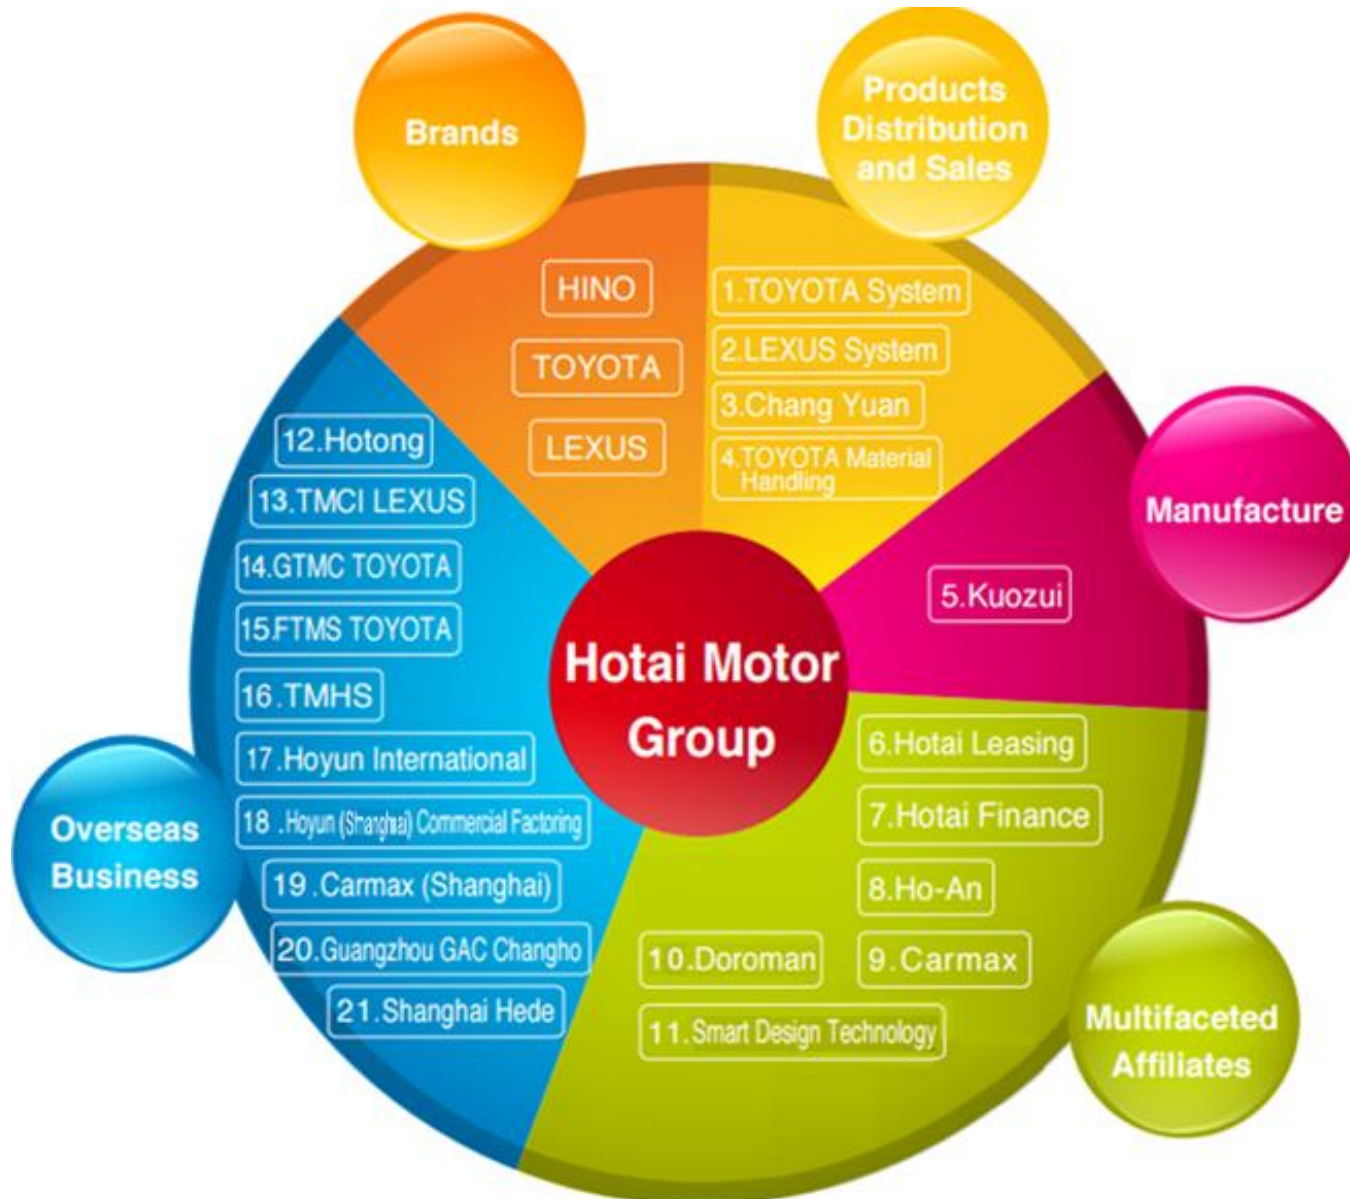 Brands
Products
Distribution
and Sales
HINO
TOYOTA
LEXUS
1.TOYOTA System
2.LEXUS System
3.Chang Yuan
4.TOYOTA Material
Handling
Manufacture
5.Kuozui
Hotai Motor
Group
6.Hotai Leasing
7.Hotai Finance
8.Ho-An
9.Carmax
10.Doroman
11.Smart Design Technology
Multifaceted
Affiliates
12.Hotong
13.TMCI LEXUS
14.GTMC TOYOTA
15.FTMS TOYOTA
16.TMHS
17.Hoyun International
18 .Hoyun (Shanghai) Commercial Factoring
19 .Carmax (Shanghai)
20.Guangzhou GAC Changho
21.Shanghai Hede
Overseas
Business